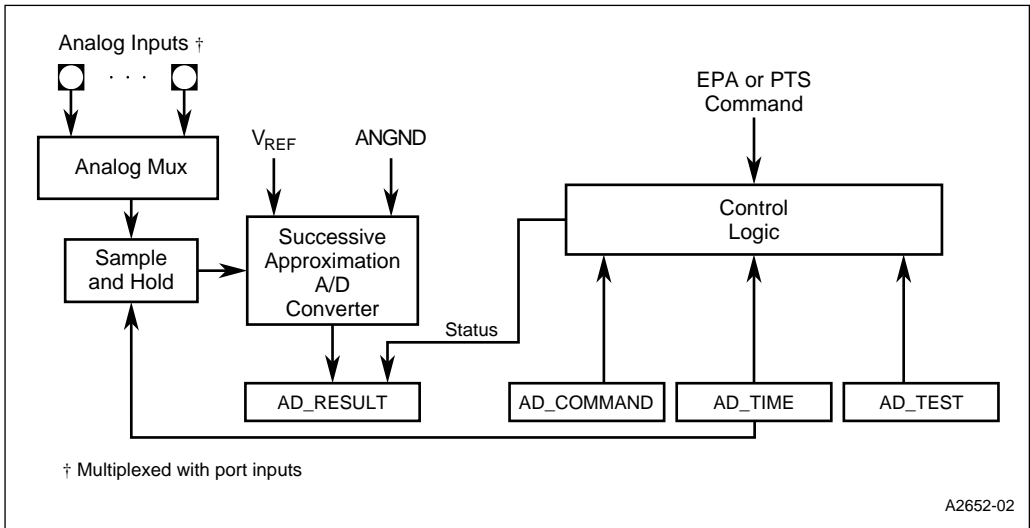 Analog Inputs †
. . .
EPA or PTS
Command
V_REF
ANGND
Analog Mux
Control
Logic
Successive
Approximation
A/D
Converter
Sample
and Hold
Status
AD_RESULT
AD_COMMAND
AD_TIME
AD_TEST
† Multiplexed with port inputs
A2652-02